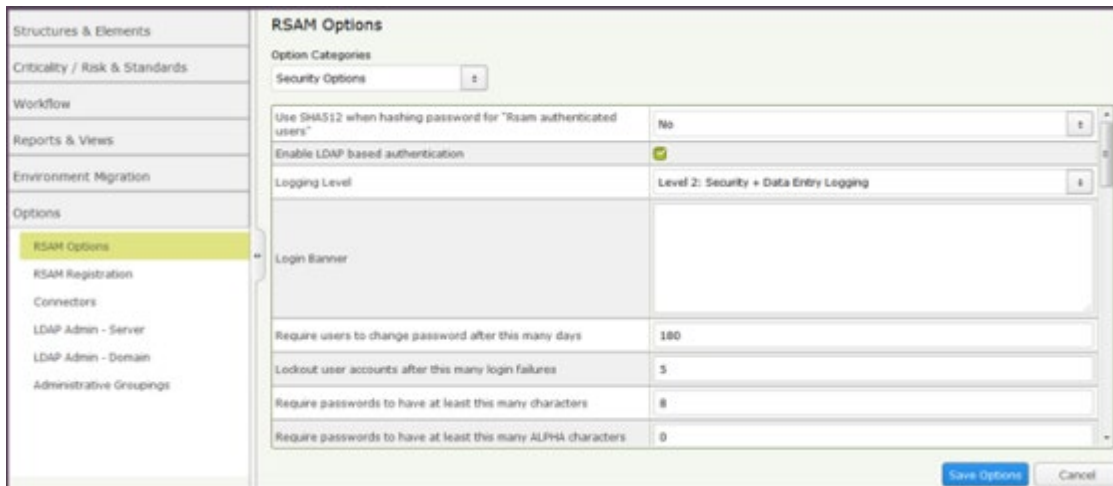 Structures & Elements
Criticality / Risk & Standards
Workflow
Reports & Views
Environment Migration
Options
RSAM Options
RSAM Registration
Connectors
LDAP Admin - Server
LDAP Admin - Domain
Administrative Groupings
RSAM Options
Option Categories
Security Options
Use SHA512 when hashing password for "Rsam authenticated
users"
No
Enable LDAP based authentication
Logging Level
Level 2: Security + Data Entry Logging
Login Banner
Require users to change password after this many days
180
Lockout user accounts after this many login failures
5
Require passwords to have at least this many characters
8
Require passwords to have at least this many ALPHA characters
0
Save Options
Cancel